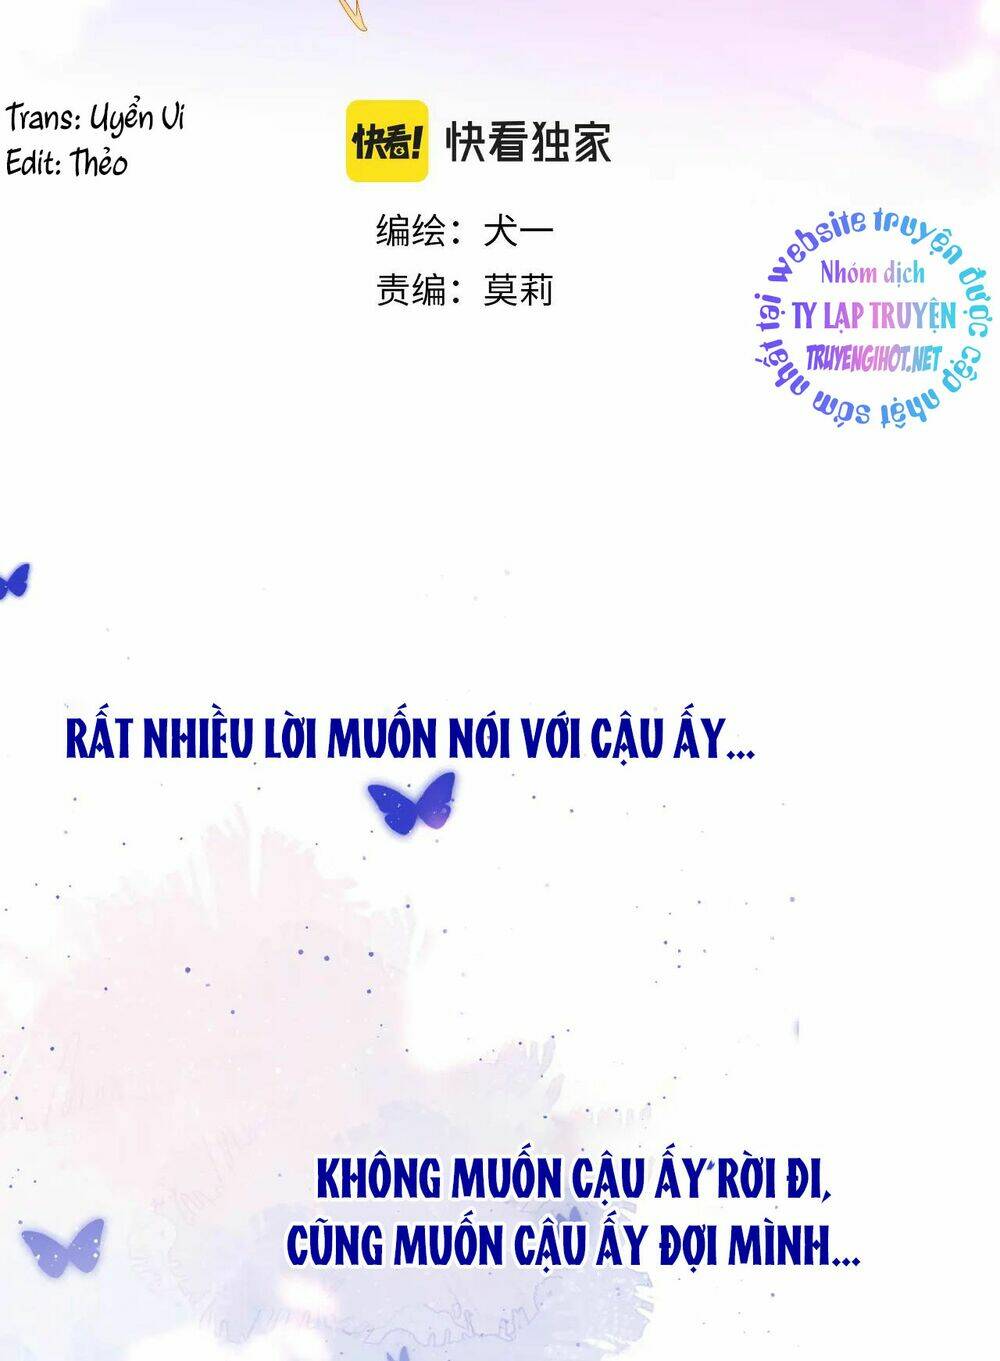 Trans: Uyển Vi
Edit: Thẻo
快看!
快看独家
编绘：犬一
责编：莫莉
website truyện được cập nhật sớm nhất tại
Nhóm dịch
TY LẠP TRUYỆN
TRUYENGIHOT.NET
RẤT NHIỀU LỜI MUỐN NÓI VỚI CẬU ẤY...
KHÔNG MUỐN CẬU ẤY RỜI ĐI,
CŨNG MUỐN CẬU ẤY ĐỢI MÌNH...